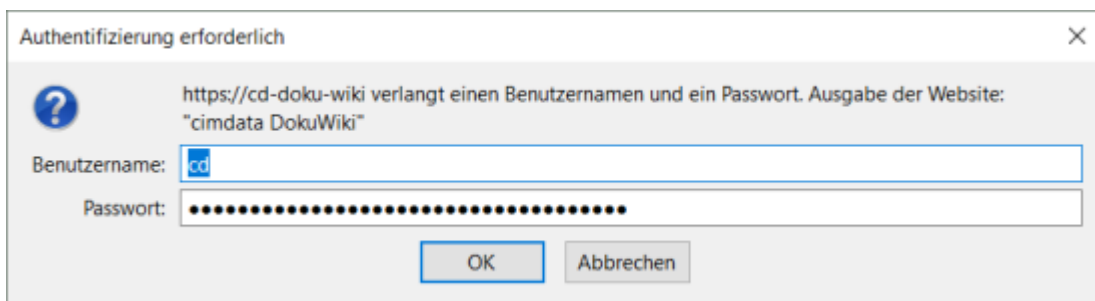 Authentifizierung erforderlich
https://cd-doku-wiki verlangt einen Benutzernamen und ein Passwort. Ausgabe der Website:
"cimdata DokuWiki"
Benutzername: cd
Passwort: ●●●●●●●●●●●●●●●●●●●●●●●●●●●●●●●●●●●●
OK Abbrechen